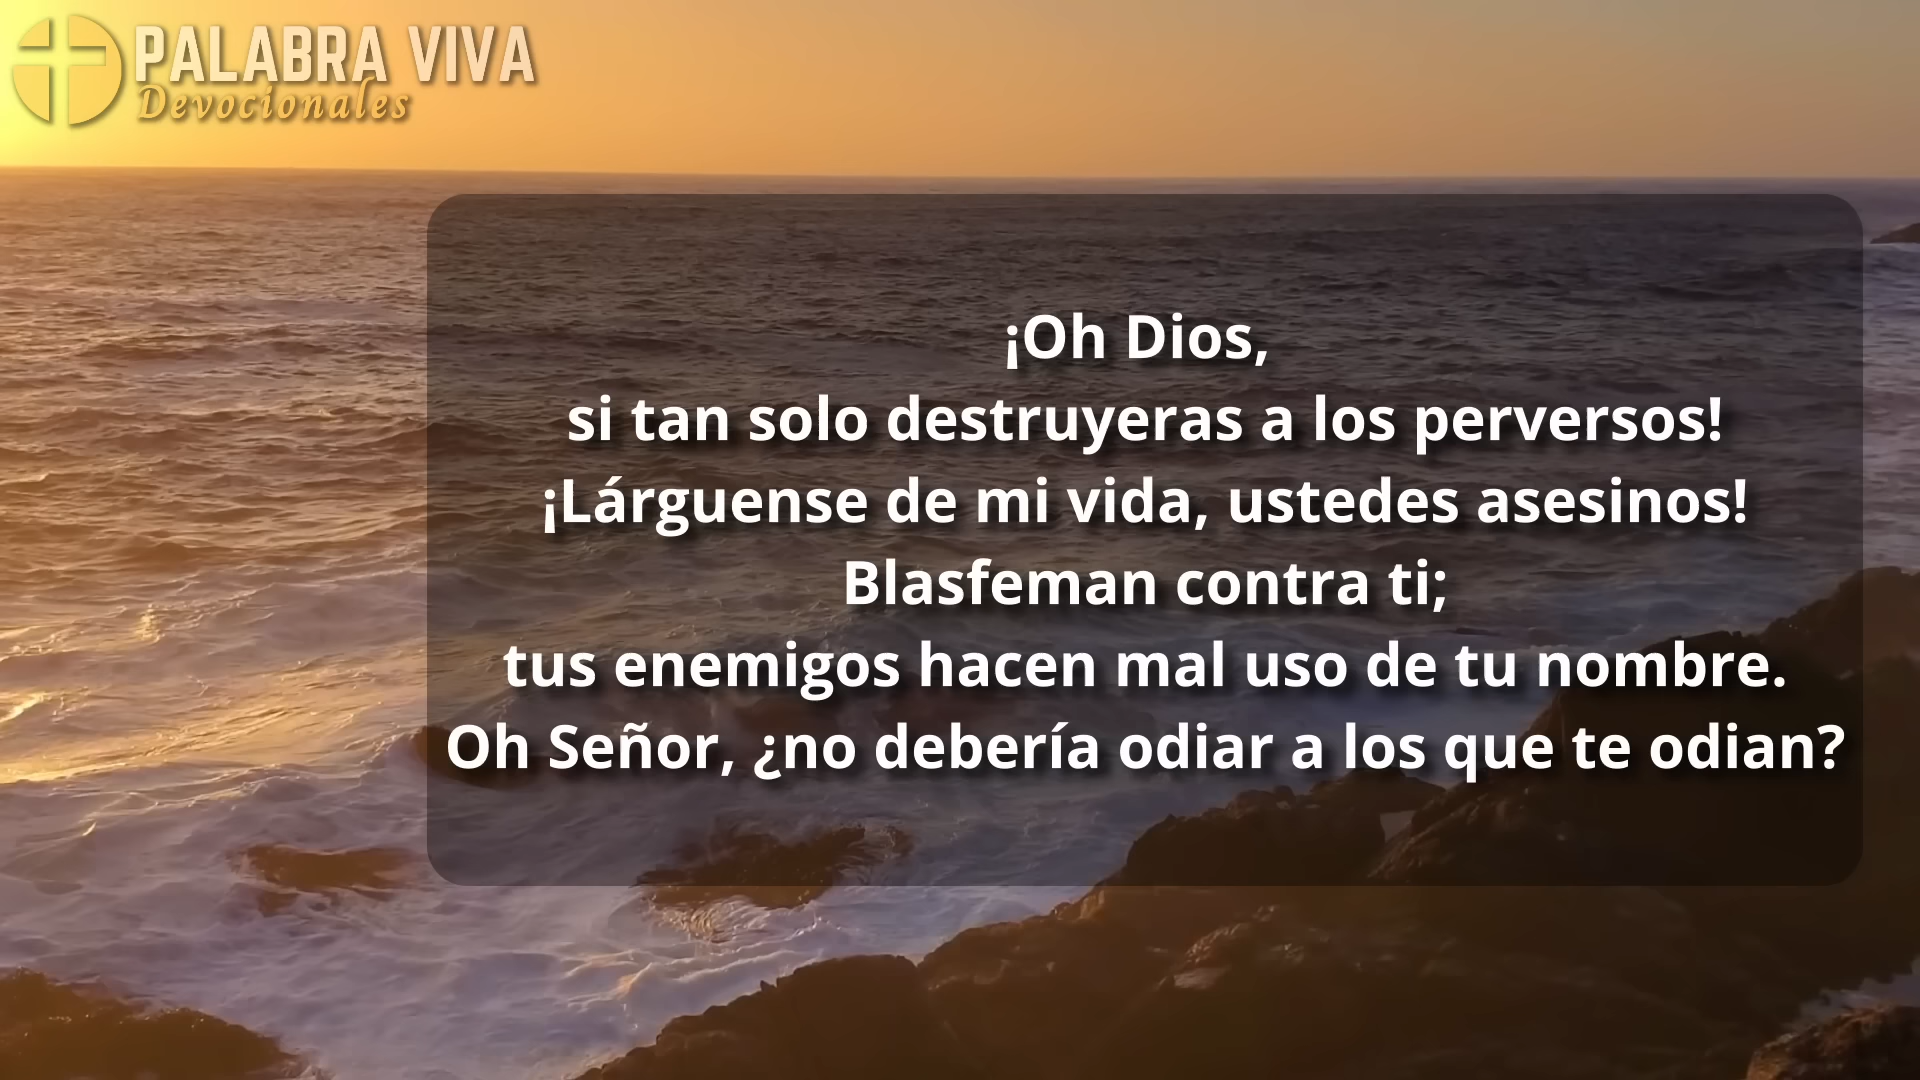 PALABRA VIVA
Devocionales
¡Oh Dios,
si tan solo destruyeras a los perversos!
¡Lárguense de mi vida, ustedes asesinos!
Blasfeman contra ti;
tus enemigos hacen mal uso de tu nombre.
Oh Señor, ¿no debería odiar a los que te odian?